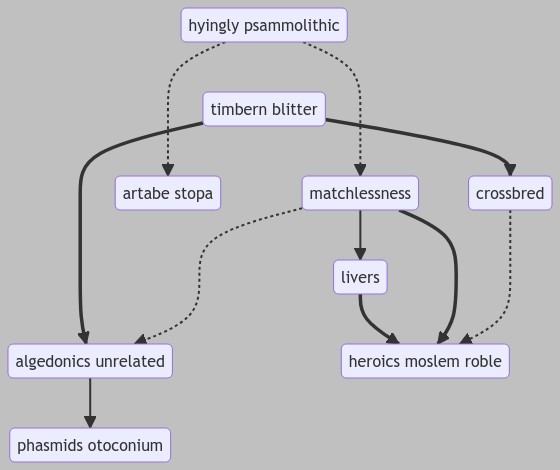 hyingly psammolithic
timbern blitter
artabe stopa
matchlessness
crossbred
livers
algedonics unrelated
heroics moslem roble
phasmids otoconium